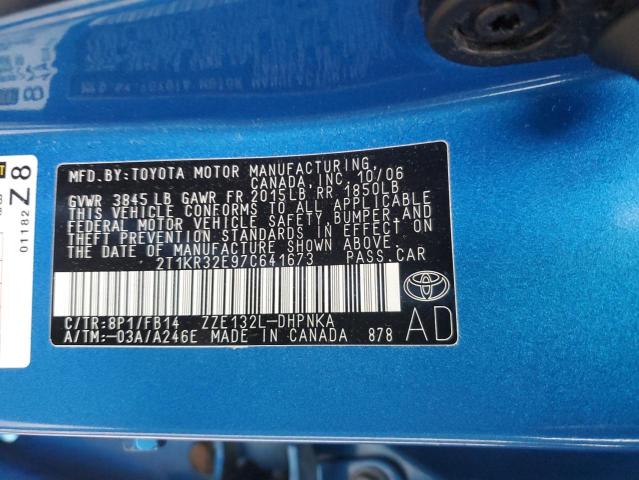 MFD.BY:TOYOTA MOTOR MANUFACTURING.
CANADA, INC. 10/06
GVWR 3845 LB GAWR FR 2015LB RR 1850LB
THIS VEHICLE CONFORMS TO ALL APPLICABLE
FEDERAL MOTOR VEHICLE SAFETY, BUMPER, AND
THEFT PREVENTION STANDARDS IN EFFECT
ON THE DATE OF MANUFACTURE SHOWN ABOVE.
2T1KR32E97C641673 PASS.CAR
C/TR:8P1/FB14 ZZE132L-DHPNKA
A/TM:-03A/A246E MADE IN CANADA 878
TOYOTA
AD
01182
Z8